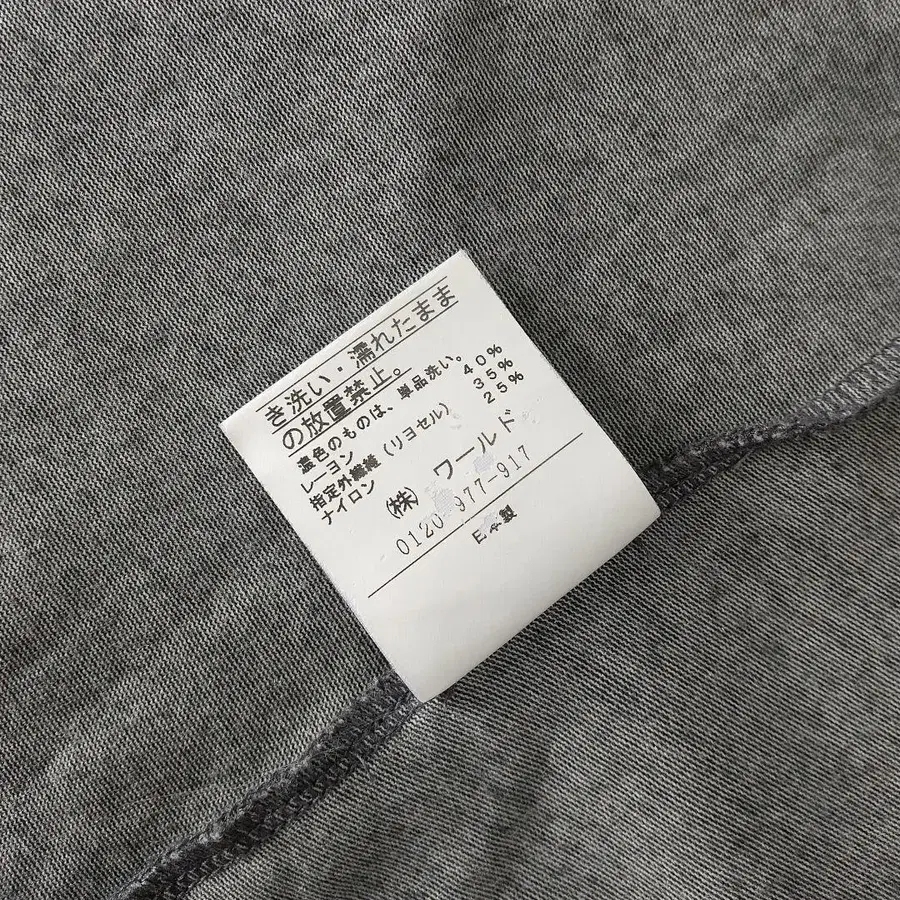 き洗い・濡れたまま
の放置禁止。
濃色のものは、単品洗い。
レーヨン 40%
指定外繊維(リヨセル) 35%
ナイロン 25%
㈱ ワールド
0120-977-917
日本製